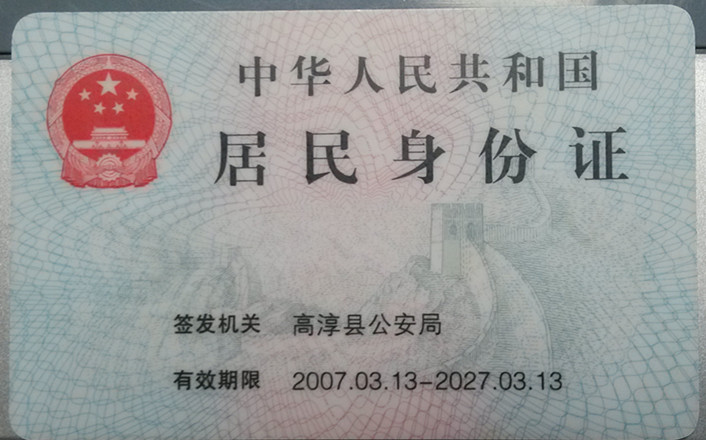 中华人民共和国
居民身份证
签发机关 高淳县公安局
有效期限 2007.03.13-2027.03.13